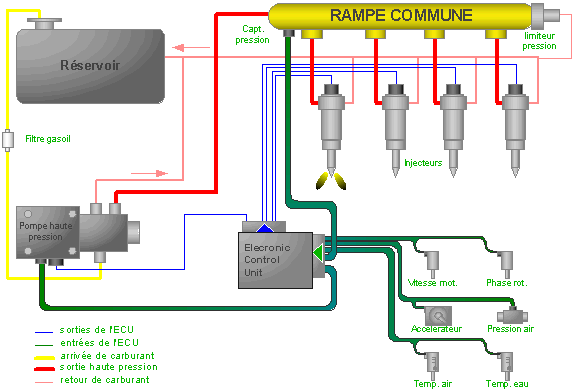 RAMPE COMMUNE
Capt.
pression
limiteur
pression
Réservoir
Filtre gasoil
Injecteurs
Pompe haute
pression
Elecronic
Control
Unit
Vitesse mot.
Phase rot.
Accelérateur
Pression air
Temp. air
Temp. eau
sorties de l'ECU
entrées de l'ECU
arrivée de carburant
sortie haute pression
retour de carburant